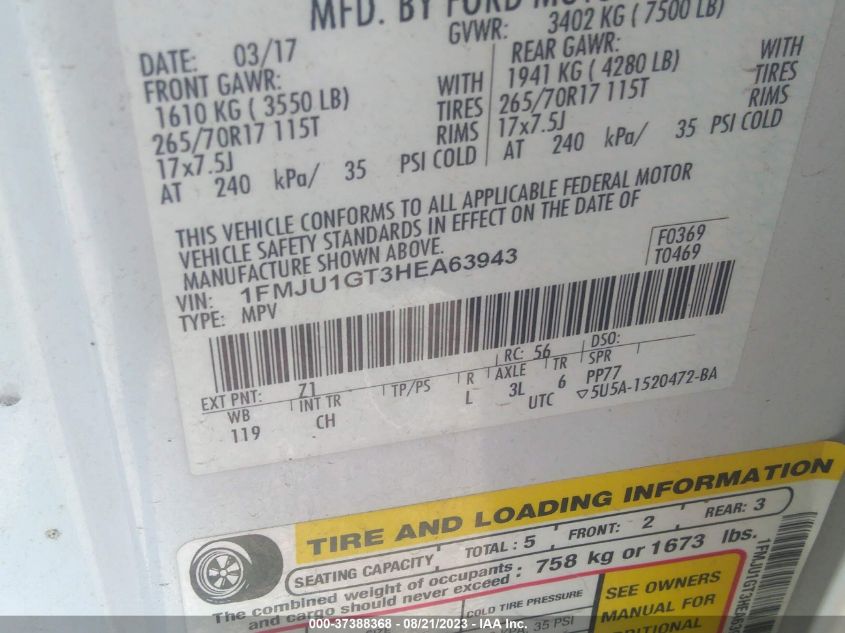 MFD. BY FORD
GVWR: 3402 KG ( 7500 LB)
DATE: 03/17
FRONT GAWR: WITH
1610 KG ( 3550 LB) TIRES
265/70R17 115T RIMS
17x7.5J
AT 240 kPa/ 35 PSI COLD
REAR GAWR: WITH
1941 KG ( 4280 LB) TIRES
265/70R17 115T RIMS
17x7.5J
AT 240 kPa/ 35 PSI COLD
THIS VEHICLE CONFORMS TO ALL APPLICABLE FEDERAL MOTOR
VEHICLE SAFETY STANDARDS IN EFFECT ON THE DATE OF
MANUFACTURE SHOWN ABOVE.
F0369
T0469
VIN: 1FMJU1GT3HEA63943
TYPE: MPV
RC: 56 DSO:
EXT PNT: Z1
WB INT TR TP/PS R AXLE TR SPR
119 CH L 3L 6 PP77
UTC ▽5U5A-1520472-BA
TIRE AND LOADING INFORMATION
SEATING CAPACITY TOTAL : 5 FRONT: 2 REAR: 3
The combined weight of occupants
and cargo should never exceed : 758 kg or 1673 lbs.
COLD TIRE PRESSURE
35 PSI
SEE OWNERS
MANUAL FOR
000-37388368 - 08/21/2023 - IAA Inc.